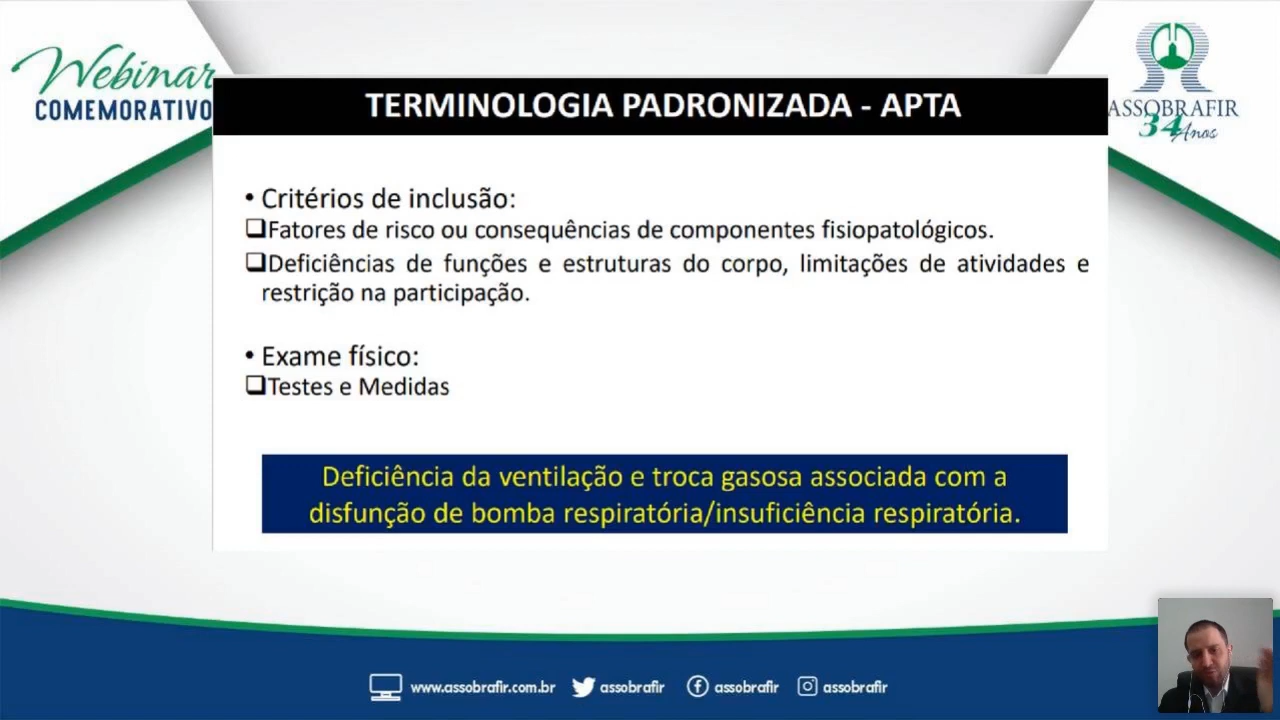 Webinar
COMEMORATIVO
TERMINOLOGIA PADRONIZADA - APTA
ASSOBRAFIR
34 Anos
• Critérios de inclusão:
❑Fatores de risco ou consequências de componentes fisiopatológicos.
❑Deficiências de funções e estruturas do corpo, limitações de atividades e
restrição na participação.
• Exame físico:
❑Testes e Medidas
Deficiência da ventilação e troca gasosa associada com a
disfunção de bomba respiratória/insuficiência respiratória.
www.assobrafir.com.br assobrafir assobrafir assobrafir